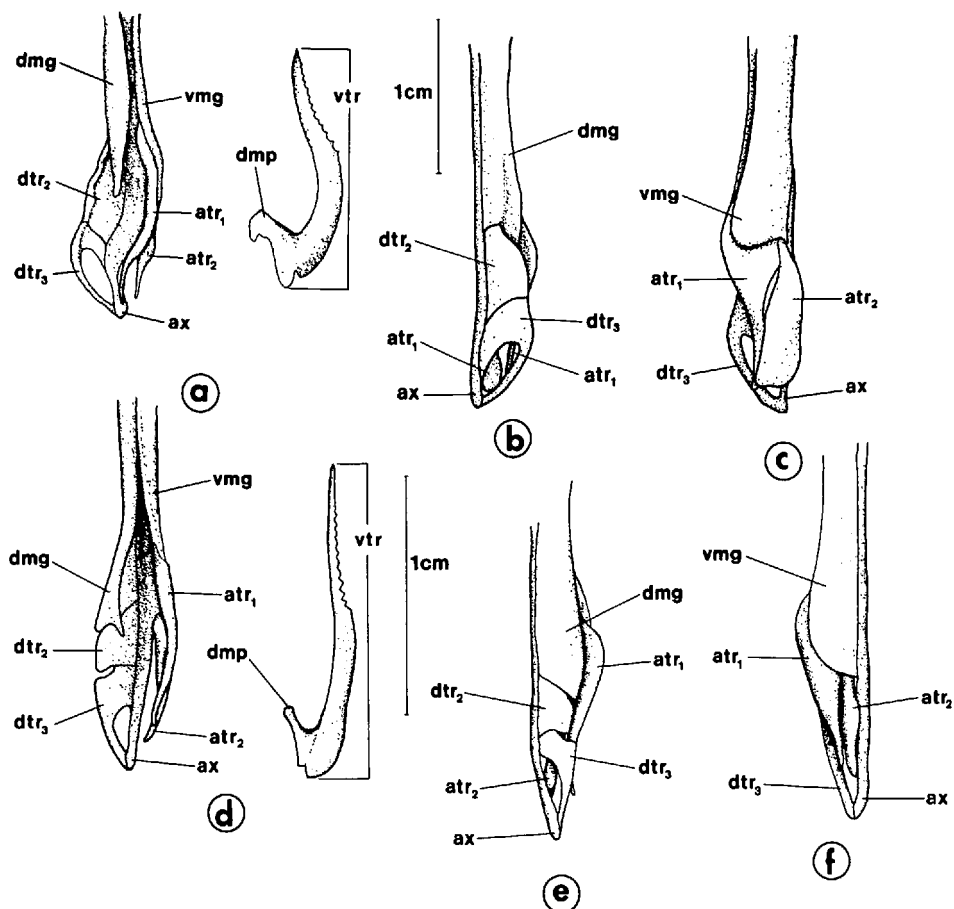 dmg
vmg
dtr₂
atr₁
dtr₃
atr₂
ax
a
vtr
dmp
1cm
dmg
dtr₂
dtr₃
atr₁
atr₁
ax
b
vmg
atr₁
atr₂
dtr₃
ax
c
vmg
dmg
atr₁
dtr₂
dtr₃
atr₂
ax
d
vtr
dmp
1cm
dmg
atr₁
dtr₂
dtr₃
atr₂
ax
e
vmg
atr₁
atr₂
dtr₃
ax
f